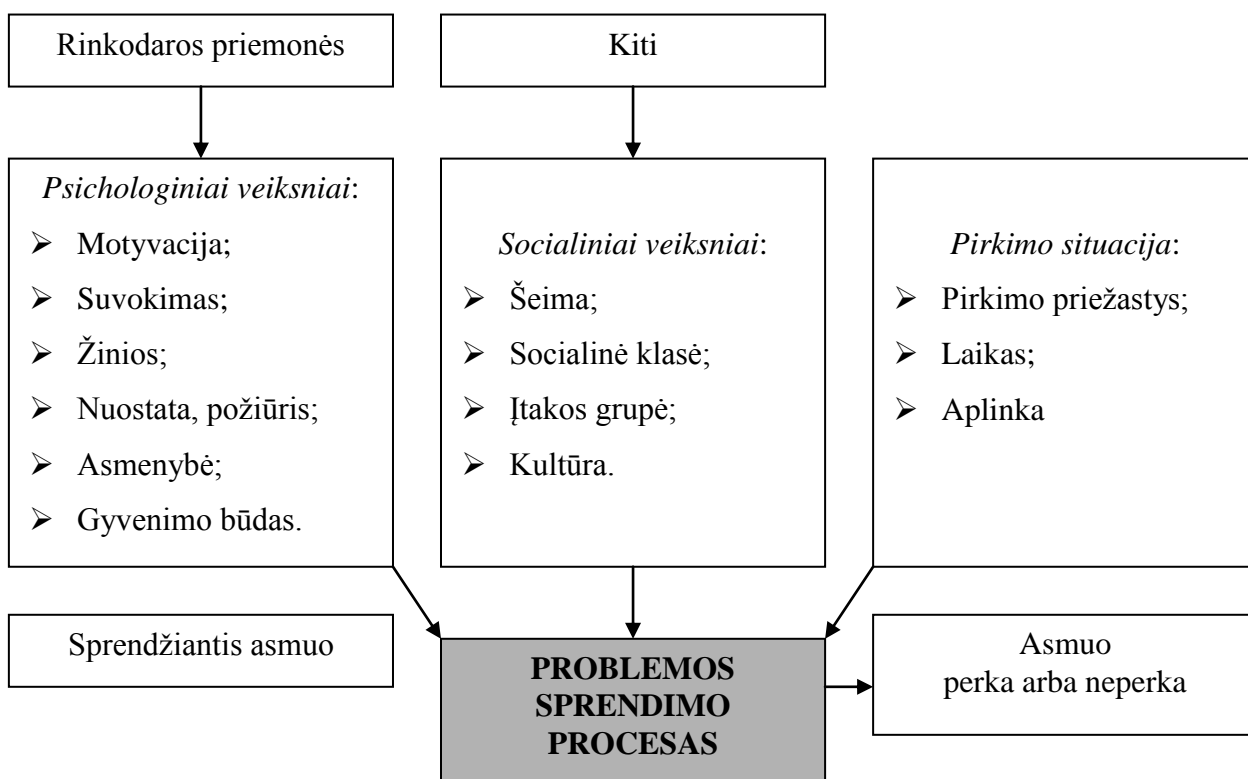 Rinkodaros priemonės
Kiti
Psichologiniai veiksniai:
➢ Motyvacija;
➢ Suvokimas;
➢ Žinios;
➢ Nuostata, požiūris;
➢ Asmenybė;
➢ Gyvenimo būdas.
Socialiniai veiksniai:
➢ Šeima;
➢ Socialinė klasė;
➢ Įtakos grupė;
➢ Kultūra.
Pirkimo situacija:
➢ Pirkimo priežastys;
➢ Laikas;
➢ Aplinka
Sprendžiantis asmuo
PROBLEMOS
SPRENDIMO
PROCESAS
Asmuo
perka arba neperka